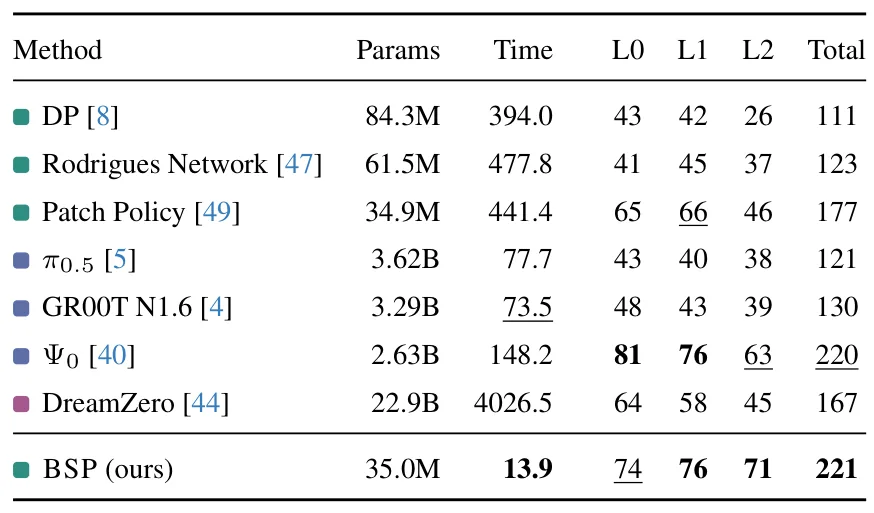 Method Params Time L0 L1 L2 Total
DP [8] 84.3M 394.0 43 42 26 111
Rodrigues Network [47] 61.5M 477.8 41 45 37 123
Patch Policy [49] 34.9M 441.4 65 66 46 177
π0.5 [5] 3.62B 77.7 43 40 38 121
GR00T N1.6 [4] 3.29B 73.5 48 43 39 130
Ψ0 [40] 2.63B 148.2 81 76 63 220
DreamZero [44] 22.9B 4026.5 64 58 45 167
BSP (ours) 35.0M 13.9 74 76 71 221